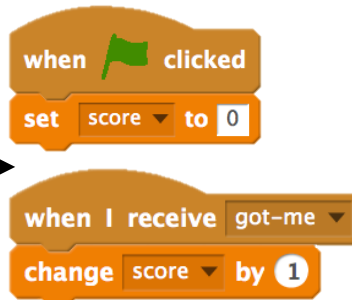 when clicked
set score to 0
when I receive got-me
change score by 1